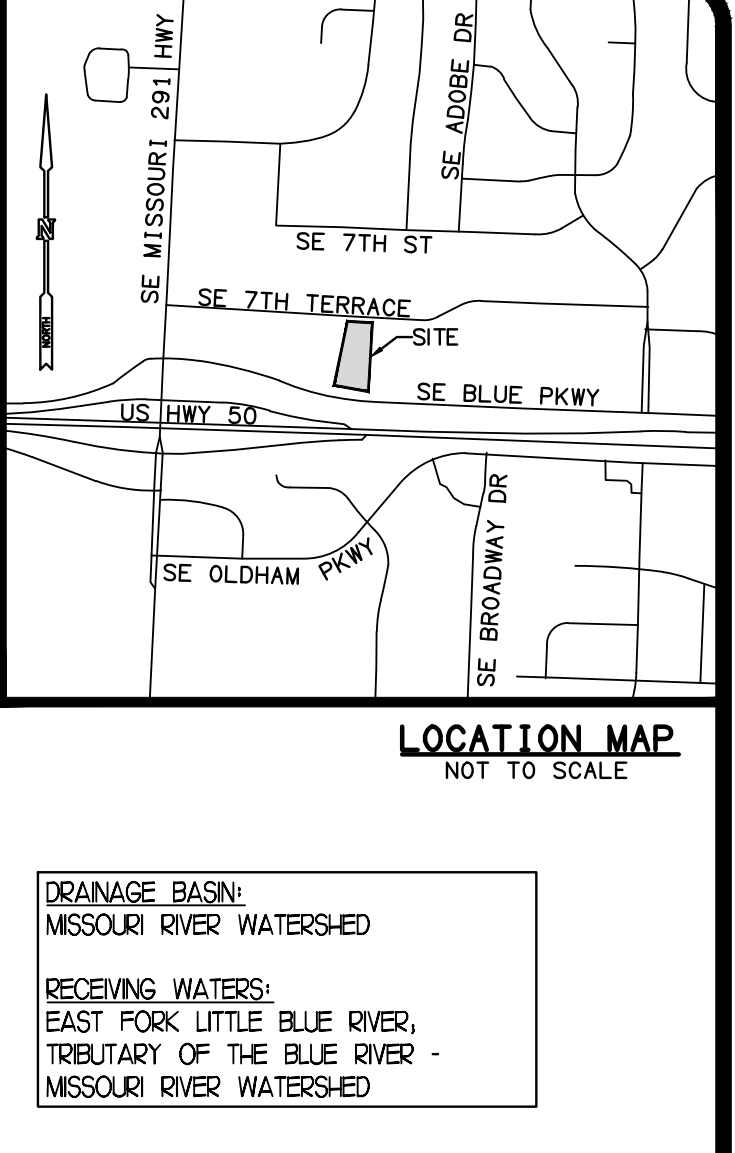 SE MISSOURI 291 HWY
SE ADOBE DR
N
NORTH
SE 7TH ST
SE 7TH TERRACE
SITE
SE BLUE PKWY
US HWY 50
SE OLDHAM PKWY
SE BROADWAY DR
LOCATION MAP
NOT TO SCALE
DRAINAGE BASIN:
MISSOURI RIVER WATERSHED
RECEIVING WATERS:
EAST FORK LITTLE BLUE RIVER,
TRIBUTARY OF THE BLUE RIVER -
MISSOURI RIVER WATERSHED